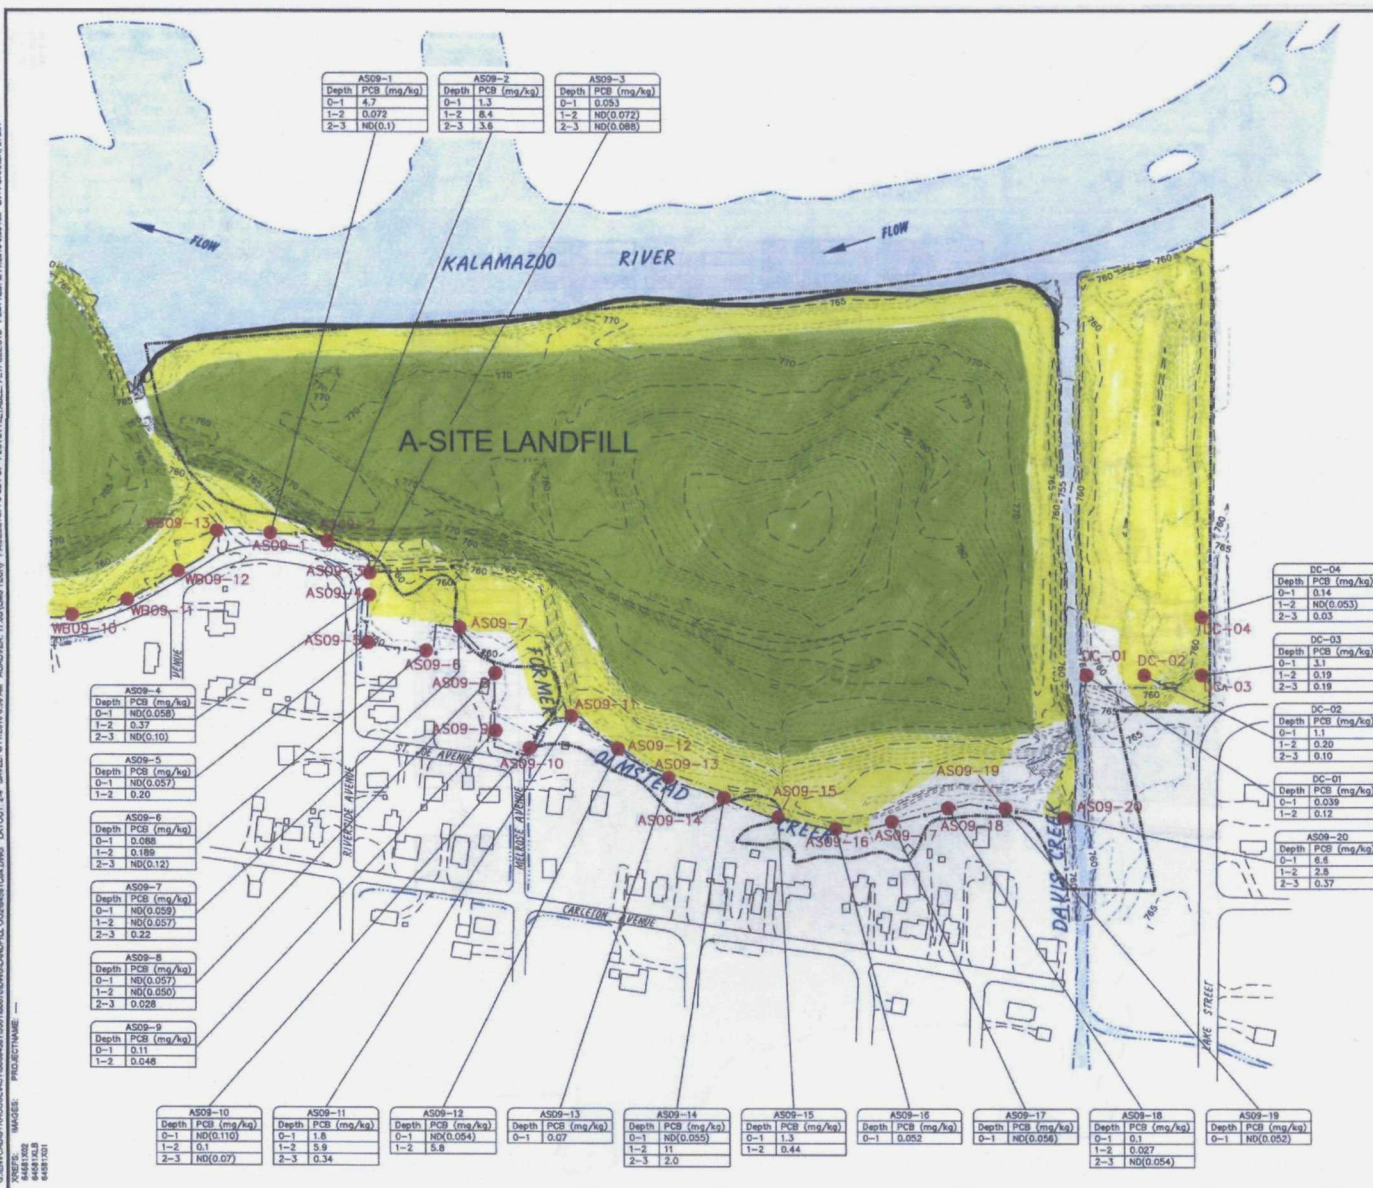 AS09-1
Depth PCB (mg/kg)
0-1 4.7
1-2 0.072
2-3 ND(0.1)
AS09-2
Depth PCB (mg/kg)
0-1 1.3
1-2 8.4
2-3 3.6
AS09-3
Depth PCB (mg/kg)
0-1 0.053
1-2 ND(0.072)
2-3 ND(0.088)
FLOW
KALAMAZOO RIVER
FLOW
A-SITE LANDFILL
WB09-13
AS09-1
AS09-2
WB09-12
AS09-3
AS09-4
WB09-11
WB09-10
AS09-5
AS09-6
AS09-7
AS09-8
AS09-9
AS09-10
AS09-11
AS09-12
AS09-13
AS09-14
AS09-15
AS09-16
AS09-17
AS09-18
AS09-19
AS09-20
DC-01
DC-02
DC-03
DC-04
FORMER
OLMSTEAD
CREEK
DAVIS CREEK
AVENUE
RIVERSIDE AVENUE
ST. JOE AVENUE
MELROSE AVENUE
CARLETON AVENUE
LAKE STREET
DC-04
Depth PCB (mg/kg)
0-1 0.14
1-2 ND(0.053)
2-3 0.03
DC-03
Depth PCB (mg/kg)
0-1 3.1
1-2 0.19
2-3 0.19
DC-02
Depth PCB (mg/kg)
0-1 1.1
1-2 0.20
2-3 0.10
DC-01
Depth PCB (mg/kg)
0-1 0.039
1-2 0.12
AS09-20
Depth PCB (mg/kg)
0-1 6.6
1-2 2.8
2-3 0.37
AS09-4
Depth PCB (mg/kg)
0-1 ND(0.058)
1-2 0.37
2-3 ND(0.10)
AS09-5
Depth PCB (mg/kg)
0-1 ND(0.057)
1-2 0.20
AS09-6
Depth PCB (mg/kg)
0-1 0.088
1-2 0.189
2-3 ND(0.12)
AS09-7
Depth PCB (mg/kg)
0-1 ND(0.059)
1-2 ND(0.057)
2-3 0.22
AS09-8
Depth PCB (mg/kg)
0-1 ND(0.057)
1-2 ND(0.050)
2-3 0.028
AS09-9
Depth PCB (mg/kg)
0-1 0.11
1-2 0.048
AS09-10
Depth PCB (mg/kg)
0-1 ND(0.110)
1-2 0.1
2-3 ND(0.07)
AS09-11
Depth PCB (mg/kg)
0-1 1.8
1-2 5.9
2-3 0.34
AS09-12
Depth PCB (mg/kg)
0-1 ND(0.054)
1-2 5.8
AS09-13
Depth PCB (mg/kg)
0-1 0.07
AS09-14
Depth PCB (mg/kg)
0-1 ND(0.055)
1-2 11
2-3 2.0
AS09-15
Depth PCB (mg/kg)
0-1 1.3
1-2 0.44
AS09-16
Depth PCB (mg/kg)
0-1 0.052
AS09-17
Depth PCB (mg/kg)
0-1 ND(0.056)
AS09-18
Depth PCB (mg/kg)
0-1 0.1
1-2 0.027
2-3 ND(0.054)
AS09-19
Depth PCB (mg/kg)
0-1 ND(0.052)
XREFS: IMAGES: PROJECTNAME: ---